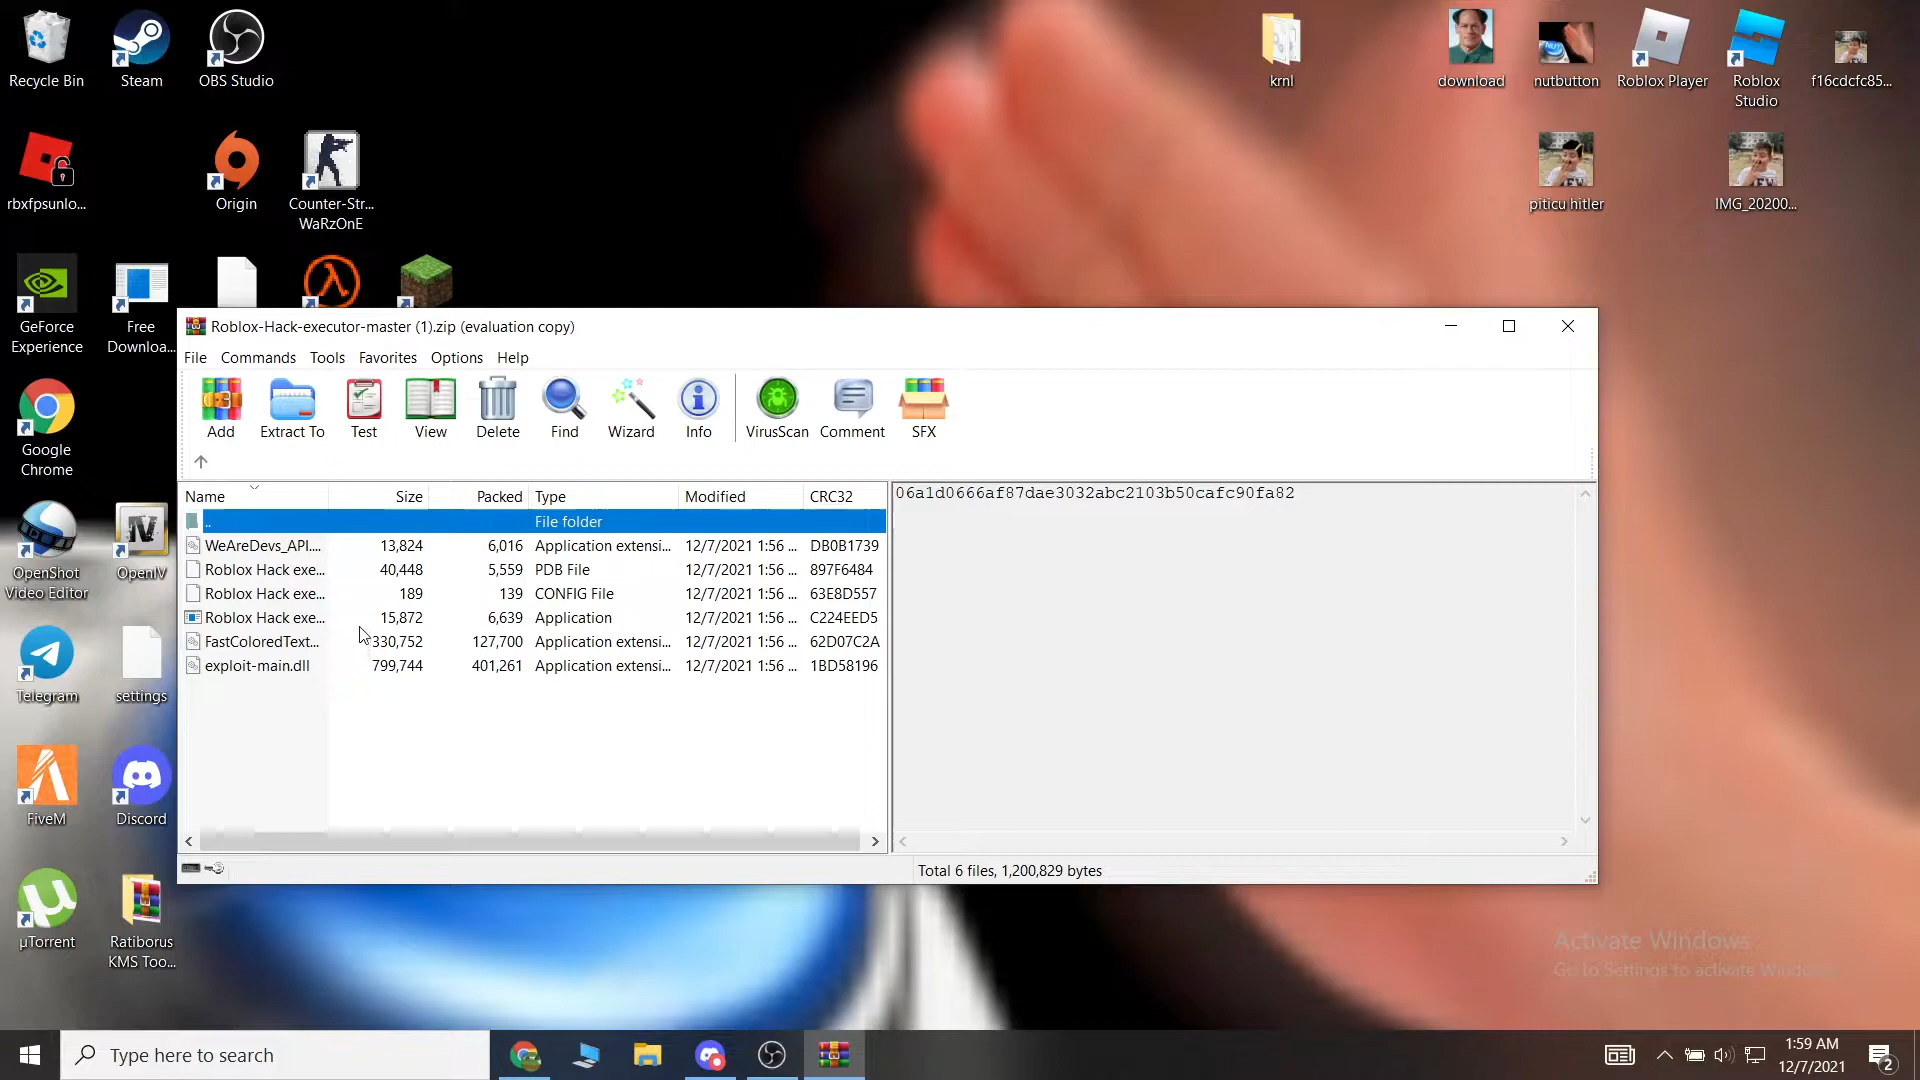 Recycle Bin
Steam
OBS Studio
krnl
download
nutbutton
Roblox Player
Roblox
Studio
f16cdcfc85...
rbxfpsunlo...
Origin
Counter-Str...
WaRzOnE
piticu hitler
IMG_20200...
GeForce
Experience
Free
Downloa...
Roblox-Hack-executor-master (1).zip (evaluation copy)
File Commands Tools Favorites Options Help
Add
Extract To
Test
View
Delete
Find
Wizard
Info
VirusScan
Comment
SFX
Name Size Packed Type Modified CRC32
.. File folder
WeAreDevs_API.... 13,824 6,016 Application extensi... 12/7/2021 1:56 ... DB0B1739
Roblox Hack exe... 40,448 5,559 PDB File 12/7/2021 1:56 ... 897F6484
Roblox Hack exe... 189 139 CONFIG File 12/7/2021 1:56 ... 63E8D557
Roblox Hack exe... 15,872 6,639 Application 12/7/2021 1:56 ... C224EED5
FastColoredText... 330,752 127,700 Application extensi... 12/7/2021 1:56 ... 62D07C2A
exploit-main.dll 799,744 401,261 Application extensi... 12/7/2021 1:56 ... 1BD58196
06a1d0666af87dae3032abc2103b50cafc90fa82
Total 6 files, 1,200,829 bytes
Google
Chrome
OpenShot
Video Editor
IV
OpenIV
Telegram
settings
FiveM
Discord
µTorrent
Ratiborus
KMS Too...
Activate Windows
Go to Settings to activate Windows.
Type here to search
1:59 AM
12/7/2021
2